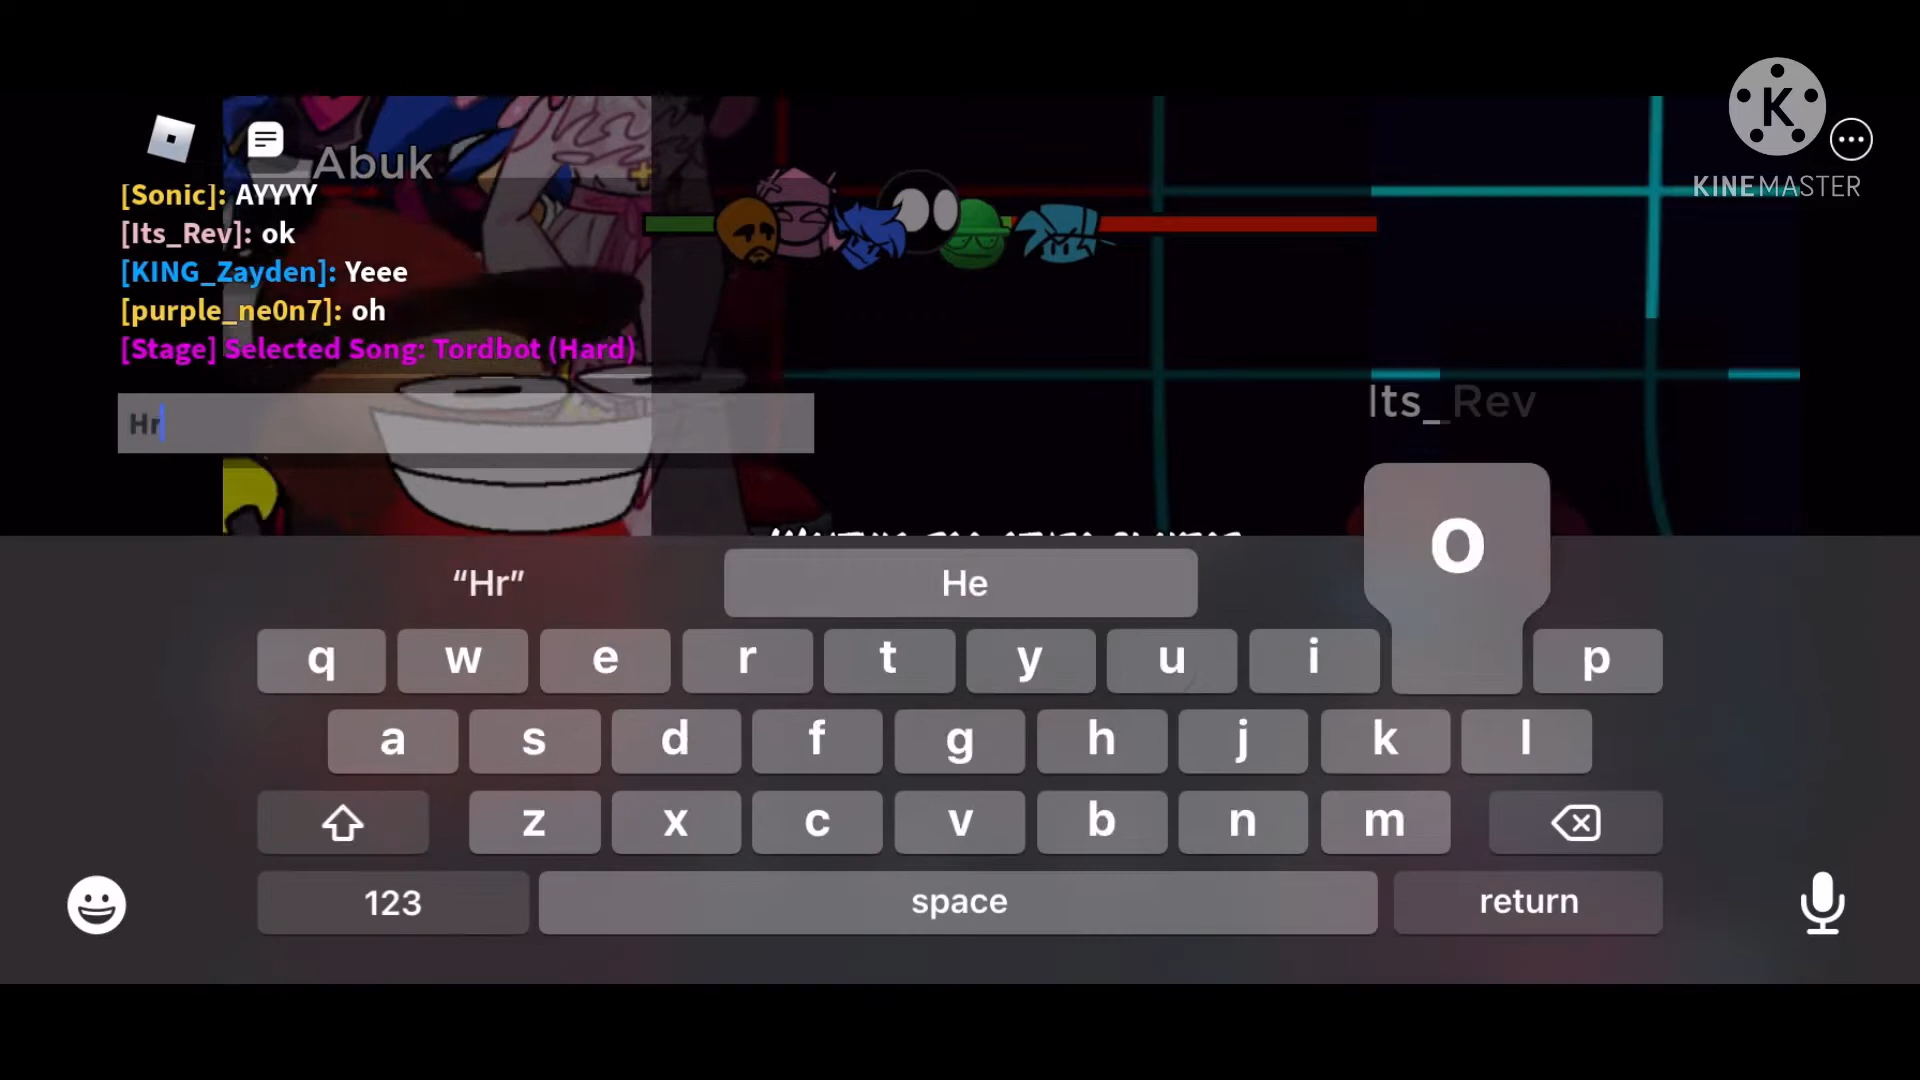 Abuk
[Sonic]: AYYYY
[Its_Rev]: ok
[KING_Zayden]: Yeee
[purple_ne0n7]: oh
[Stage] Selected Song: Tordbot (Hard)
Hr
K
KINEMASTER
Its_Rev
“Hr”
He
o
q w e r t y u i p
a s d f g h j k l
z x c v b n m
123
space
return